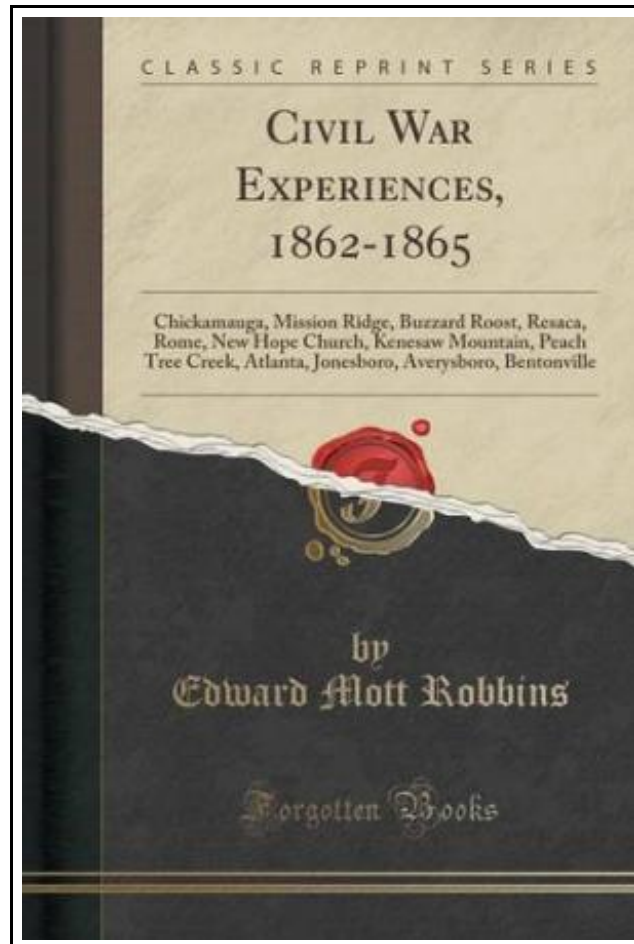 CLASSIC REPRINT SERIES
CIVIL WAR
EXPERIENCES,
1862-1865
Chickamauga, Mission Ridge, Buzzard Roost, Resaca,
Rome, New Hope Church, Kenesaw Mountain, Peach
Tree Creek, Atlanta, Jonesboro, Averysboro, Bentonville
by
Edward Mott Robbins
Forgotten Books